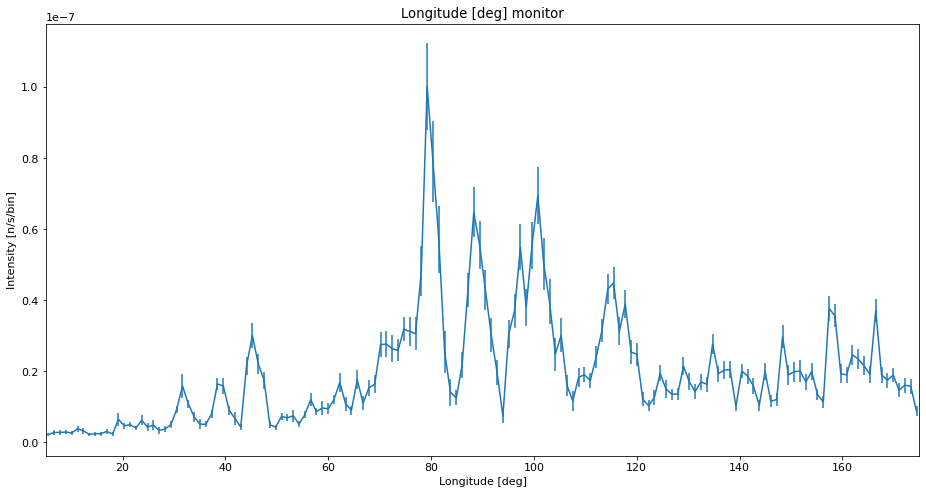 Longitude [deg] monitor
1e−7
1.0
0.8
0.6
0.4
0.2
0.0
Intensity [n/s/bin]
20 40 60 80 100 120 140 160
Longitude [deg]